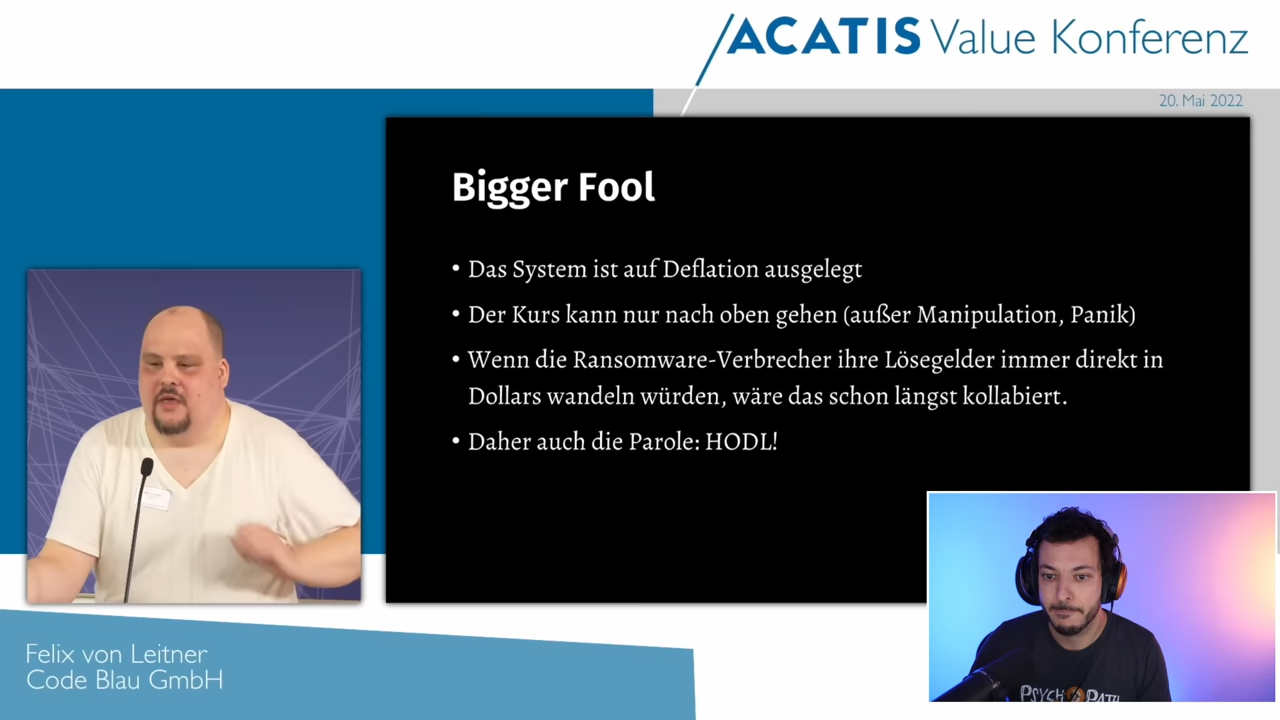 ACATIS Value Konferenz
20. Mai 2022
Bigger Fool
• Das System ist auf Deflation ausgelegt
• Der Kurs kann nur nach oben gehen (außer Manipulation, Panik)
• Wenn die Ransomware-Verbrecher ihre Lösegelder immer direkt in
Dollars wandeln würden, wäre das schon längst kollabiert.
• Daher auch die Parole: HODL!
Felix von Leitner
Code Blau GmbH
PSYCHOPATH